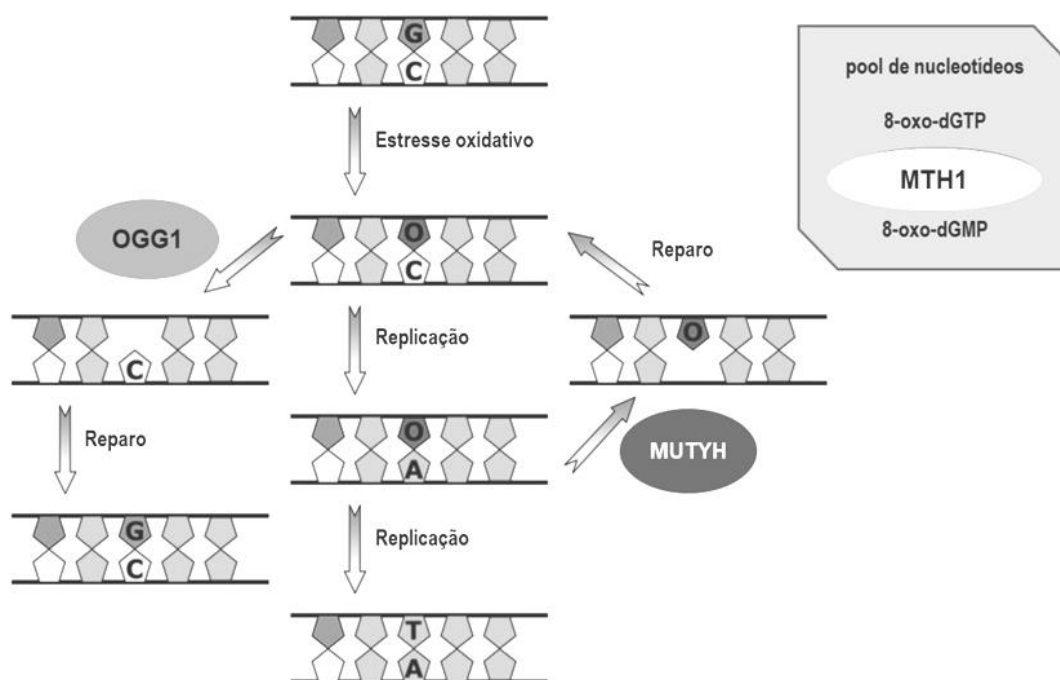 G
C
Estresse oxidativo
pool de nucleotídeos
8-oxo-dGTP
MTH1
8-oxo-dGMP
OGG1
O
C
Reparo
C
Replicação
O
Reparo
O
A
MUTYH
G
C
Replicação
T
A